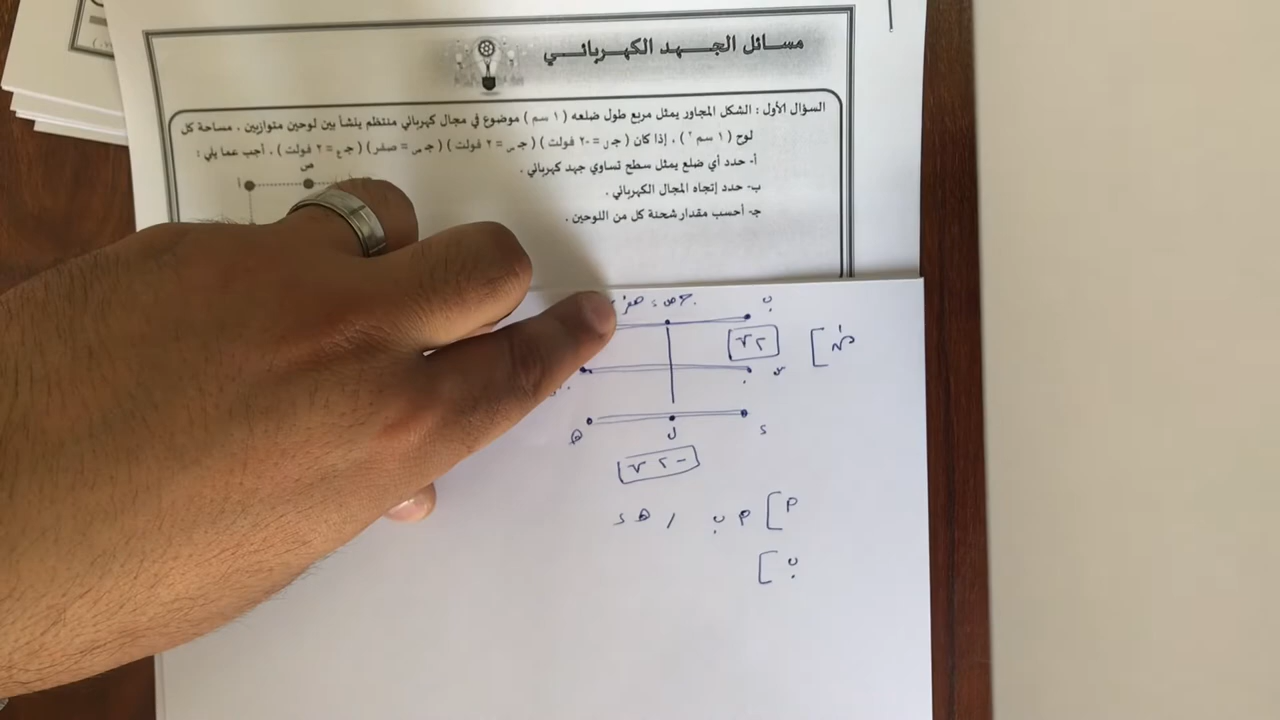 مسائل الجهد الكهربائي
السؤال الأول : الشكل المجاور يمثل مربع طول ضلعه ( ١ سم ) موضوع في مجال كهربائي منتظم ينشأ بين لوحين متوازيين . مساحة كل
لوح ( ١ سم ٢ ) . إذا كان ( جـ ل = -٢ فولت ) ( جـ س = ٢ فولت ) ( جـ ص = صفر ) ( جـ ع = ٢ فولت ) . أجب عما يلي :
أ- حدد أي ضلع يمثل سطح تساوي جهد كهربائي .
ب- حدد إتجاه المجال الكهربائي .
ج- أحسب مقدار شحنة كل من اللوحين .
ص
أ
جـ ص = صفر
ب
٢ v
ع
هـ
ل
د
-٢ v
أ] أ ب / هـ د
ب]